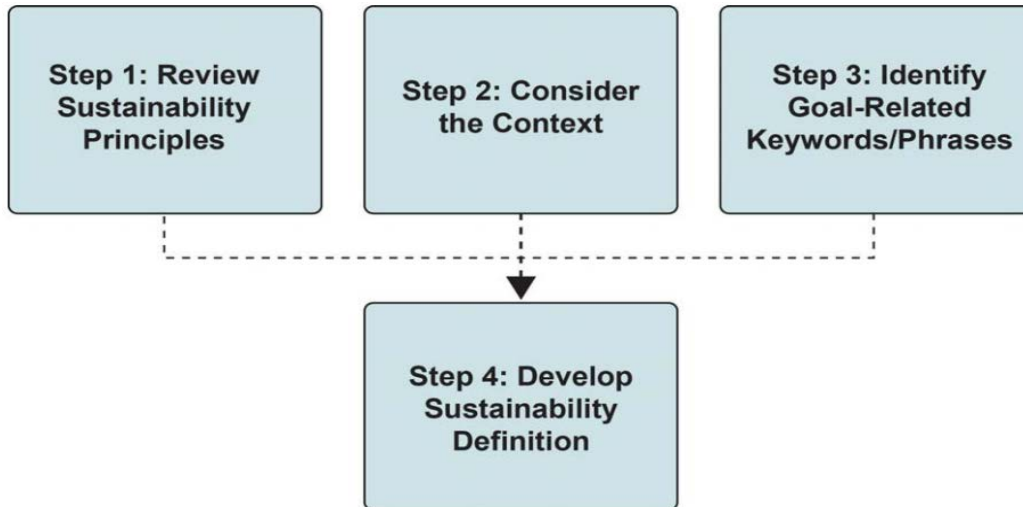 Step 1: Review
Sustainability
Principles
Step 2: Consider
the Context
Step 3: Identify
Goal-Related
Keywords/Phrases
Step 4: Develop
Sustainability
Definition